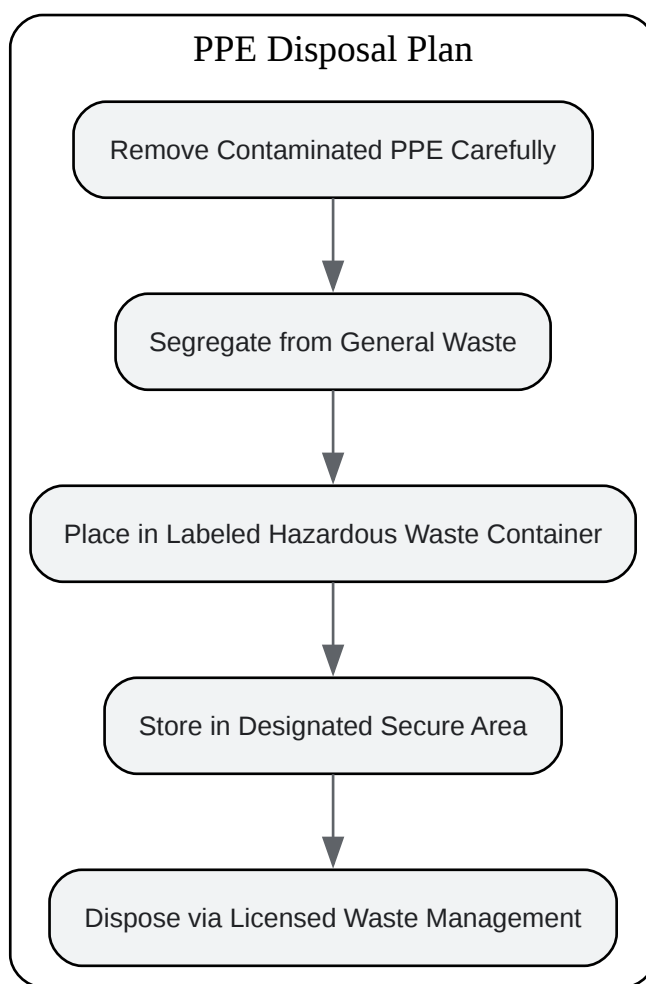 PPE Disposal Plan
Remove Contaminated PPE Carefully
Segregate from General Waste
Place in Labeled Hazardous Waste Container
Store in Designated Secure Area
Dispose via Licensed Waste Management